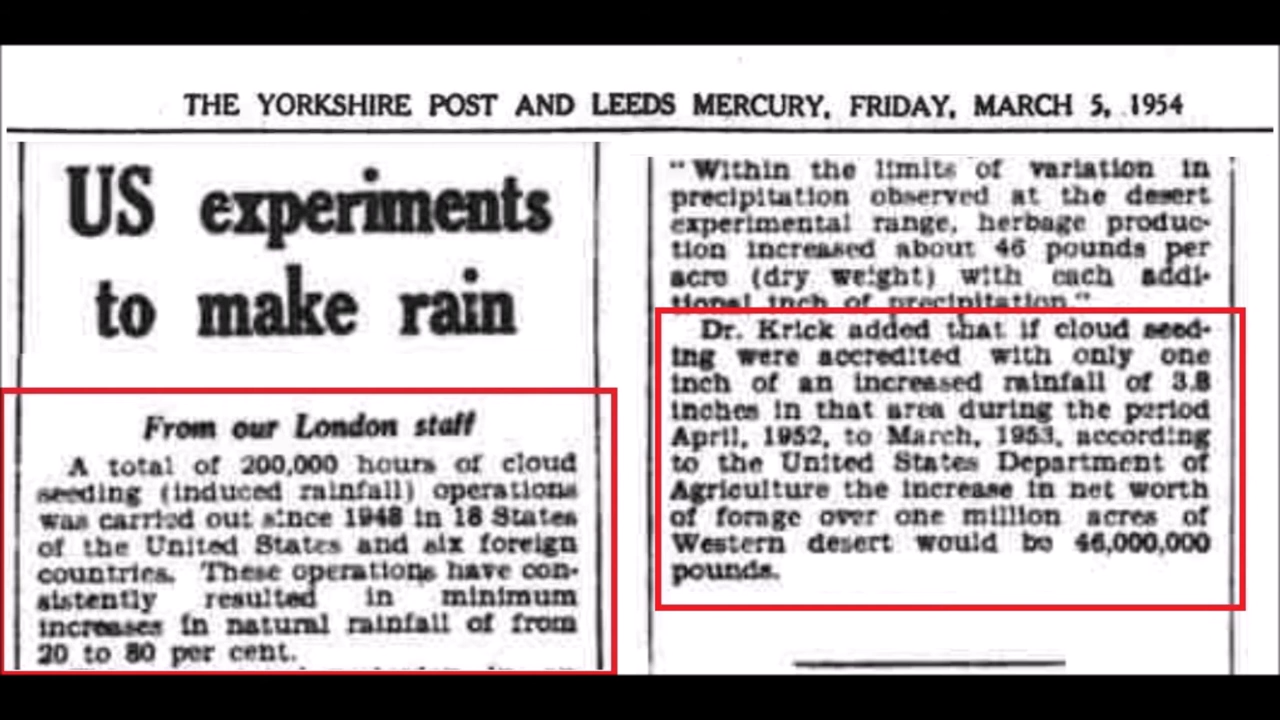 THE YORKSHIRE POST AND LEEDS MERCURY, FRIDAY, MARCH 5, 1954
US experiments
to make rain
From our London staff
A total of 200,000 hours of cloud
seeding (induced rainfall) operations
was carried out since 1948 in 18 States
of the United States and six foreign
countries. These operations have con-
sistently resulted in minimum
increases in natural rainfall of from
20 to 80 per cent.
"Within the limits of variation in
precipitation observed at the desert
experimental range, herbage produc-
tion increased about 46 pounds per
acre (dry weight) with each addi-
tional inch of precipitation"
Dr. Krick added that if cloud seed-
ing were accredited with only one
inch of an increased rainfall of 3.8
inches in that area during the period
April, 1952, to March, 1953, according
to the United States Department of
Agriculture the increase in net worth
of forage over one million acres of
Western desert would be 46,000,000
pounds.